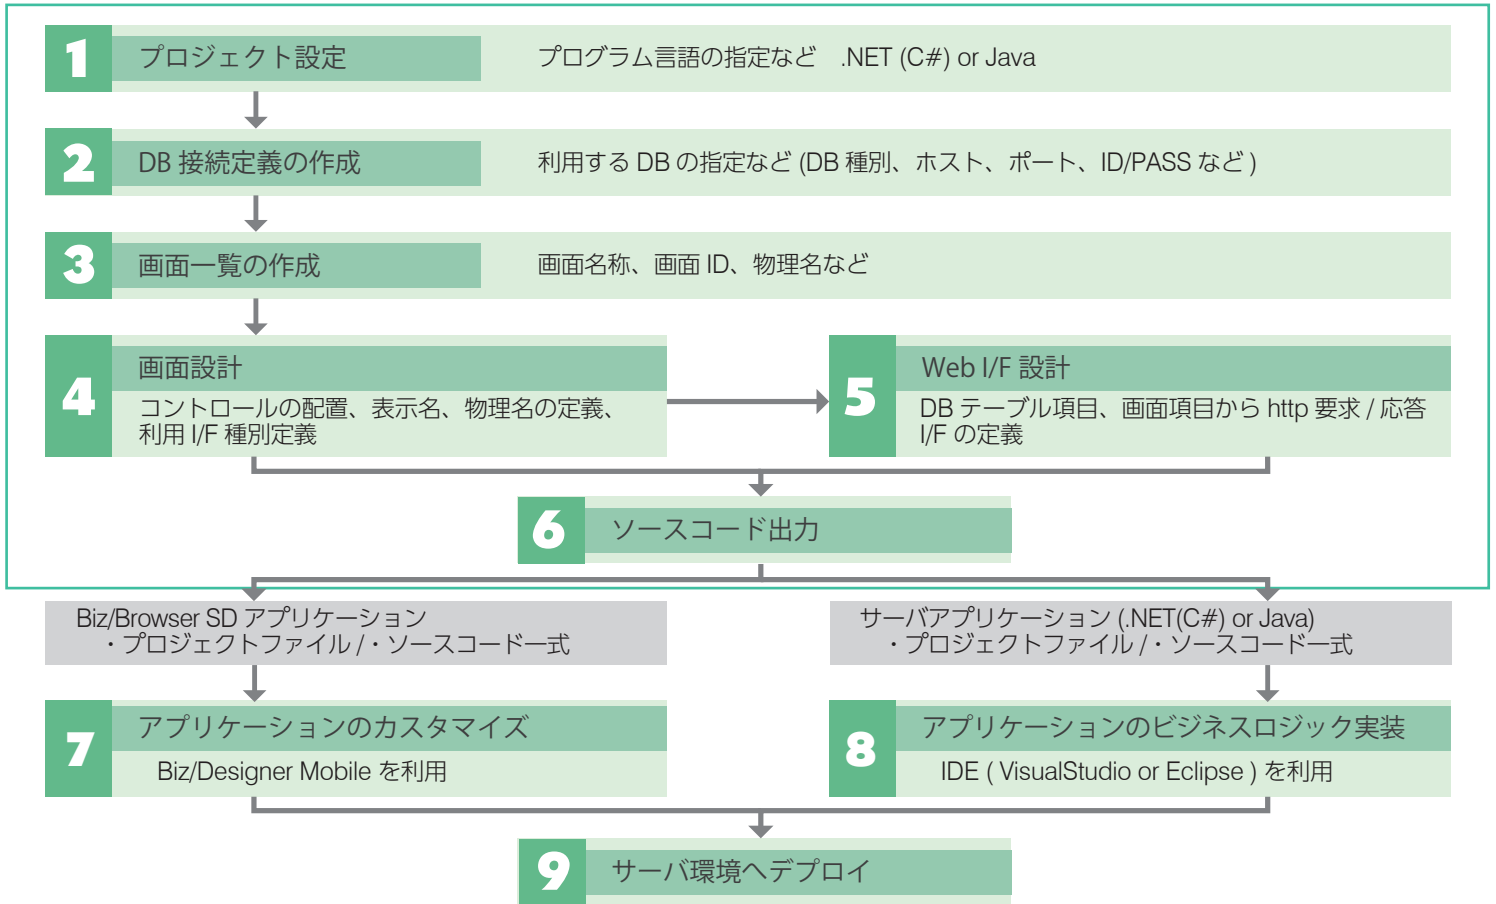 1 プロジェクト設定 プログラム言語の指定など .NET (C#) or Java
2 DB 接続定義の作成 利用する DB の指定など (DB 種別、ホスト、ポート、ID/PASS など )
3 画面一覧の作成 画面名称、画面 ID、物理名など
4 画面設計
コントロールの配置、表示名、物理名の定義、
利用 I/F 種別定義
5 Web I/F 設計
DB テーブル項目、画面項目から http 要求 / 応答
I/F の定義
6 ソースコード出力
Biz/Browser SD アプリケーション
・プロジェクトファイル /・ソースコード一式
サーバアプリケーション (.NET(C#) or Java)
・プロジェクトファイル /・ソースコード一式
7 アプリケーションのカスタマイズ
Biz/Designer Mobile を利用
8 アプリケーションのビジネスロジック実装
IDE ( VisualStudio or Eclipse ) を利用
9 サーバ環境へデプロイ